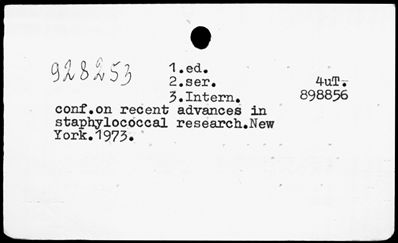 928253
1.ed.
2.ser. 4uT.
3.Intern. 898856
conf.on recent advances in
staphylococcal research.New
York.1973.